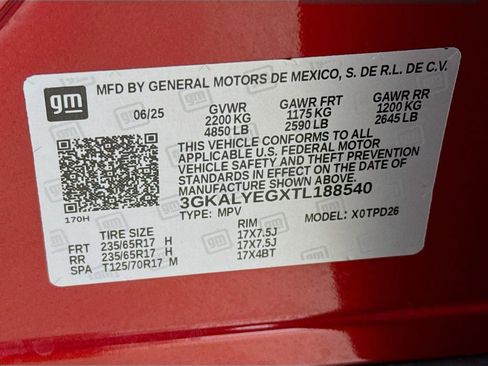 gm
MFD BY GENERAL MOTORS DE MEXICO, S. DE R.L. DE C.V.
06/25 GVWR GAWR FRT GAWR RR
2200 KG 1175 KG 1200 KG
4850 LB 2590 LB 2645 LB
THIS VEHICLE CONFORMS TO ALL
APPLICABLE U.S. FEDERAL MOTOR
VEHICLE SAFETY AND THEFT PREVENTION
STANDARDS IN EFFECT ON THE DATE OF
MANUFACTURE SHOWN ABOVE.
3GKALYEGXTL188540
TYPE: MPV MODEL: X0TPD26
170H
TIRE SIZE RIM
FRT 235/65R17 H 17X7.5J
RR 235/65R17 H 17X7.5J
SPA T125/70R17 M 17X4BT